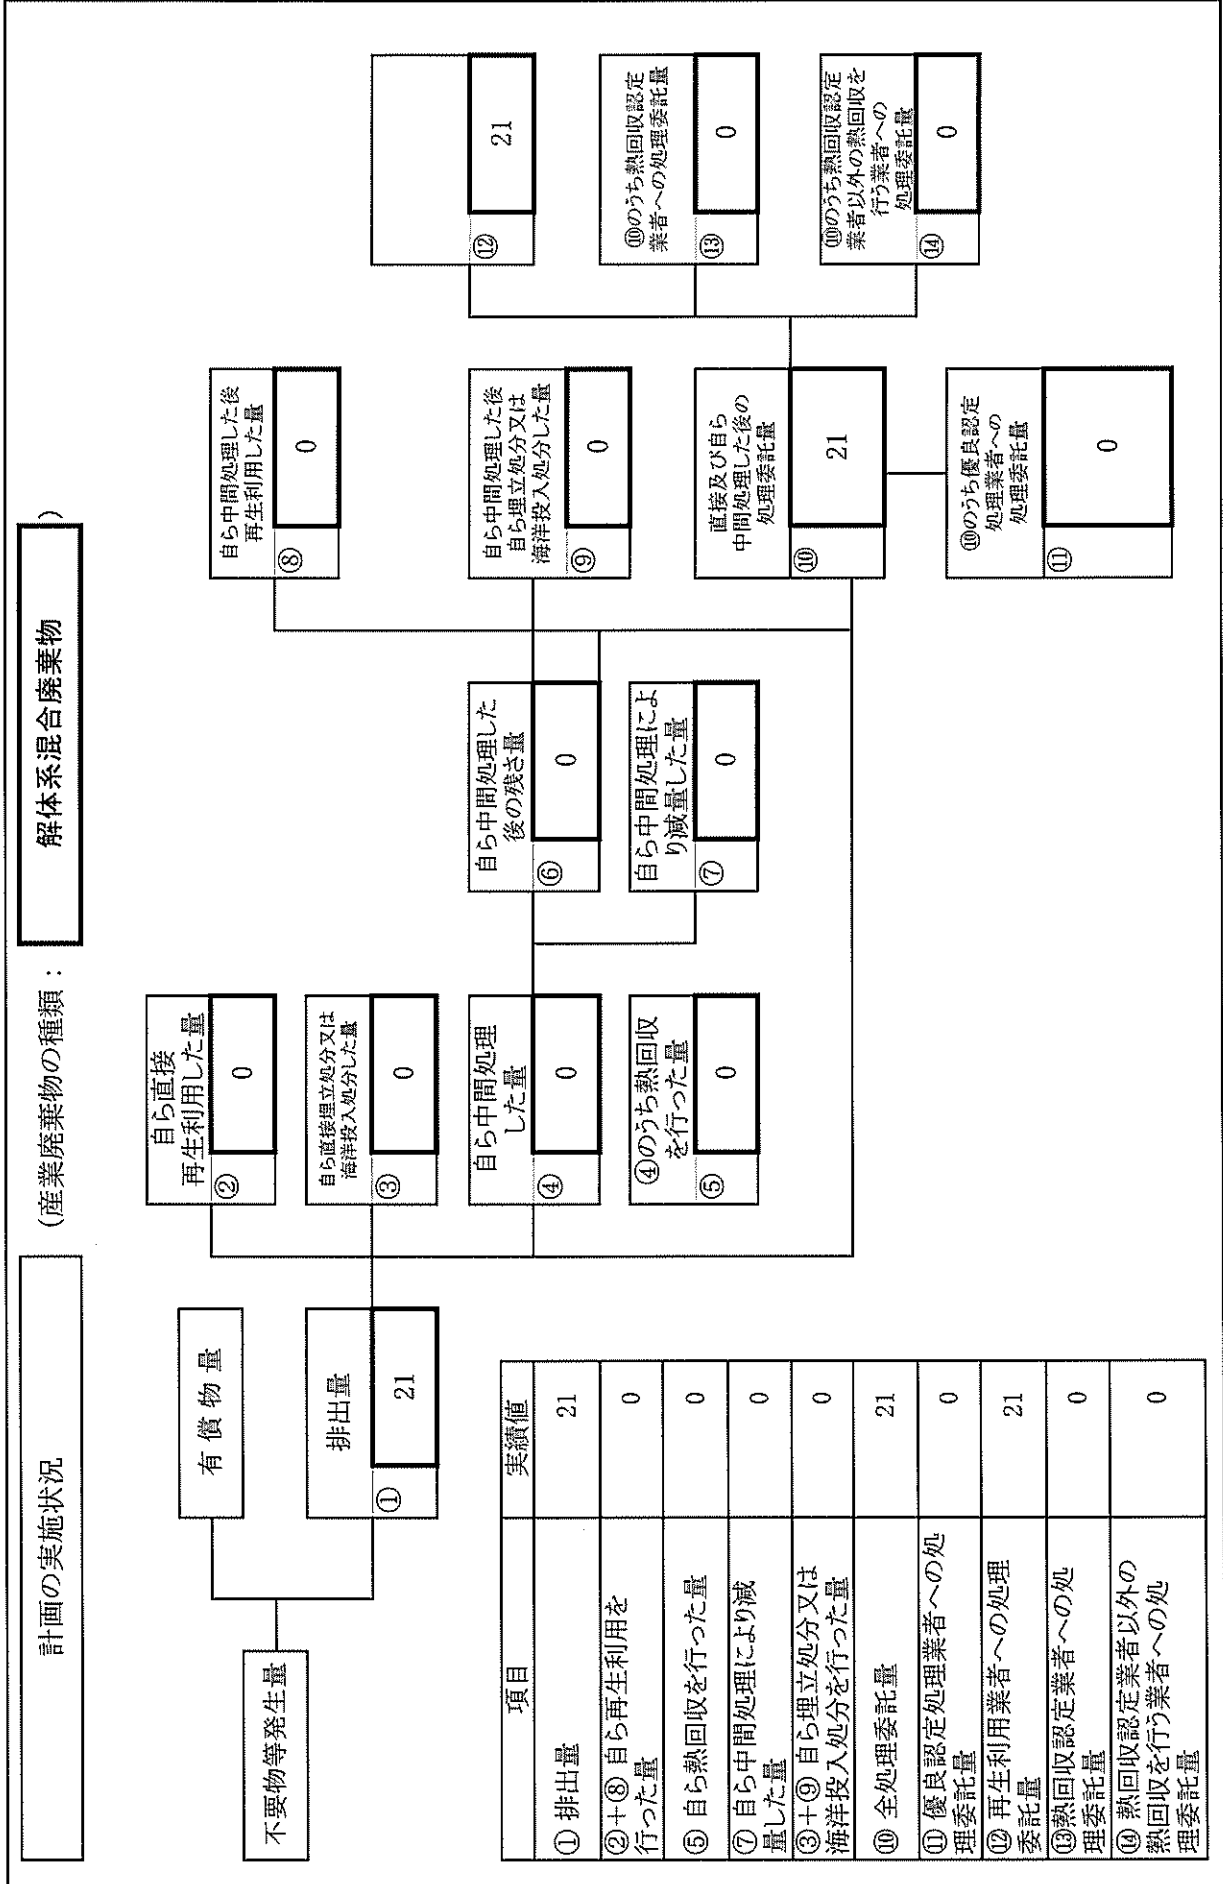 計画の実施状況
(産業廃棄物の種類:
解体系混合廃棄物
)
不要物等発生量
有償物量
排出量
①
21
自ら直接
再生利用した量
②
0
自ら直接埋立処分又は
海洋投入処分した量
③
0
自ら中間処理
した量
④
0
④のうち熱回収
を行った量
⑤
0
自ら中間処理した
後の残さ量
⑥
0
自ら中間処理によ
り減量した量
⑦
0
自ら中間処理した後
再生利用した量
⑧
0
自ら中間処理した後
自ら埋立処分又は
海洋投入処分した量
⑨
0
直接及び自ら
中間処理した後の
処理委託量
⑩
21
⑩のうち優良認定
処理業者への
処理委託量
⑪
0
⑫
21
⑩のうち熱回収認定
業者への処理委託量
⑬
0
⑩のうち熱回収認定
業者以外の熱回収を
行う業者への
処理委託量
⑭
0
項目 実績値
① 排出量 21
②+⑧ 自ら再生利用を
行った量 0
⑤ 自ら熱回収を行った量 0
⑦ 自ら中間処理により減
量した量 0
③+⑨ 自ら埋立処分又は
海洋投入処分を行った量 0
⑩ 全処理委託量 21
⑪ 優良認定処理業者への処
理委託量 0
⑫ 再生利用業者への処理
委託量 21
⑬熱回収認定業者への処
理委託量 0
⑭ 熱回収認定業者以外の
熱回収を行う業者への処
理委託量 0